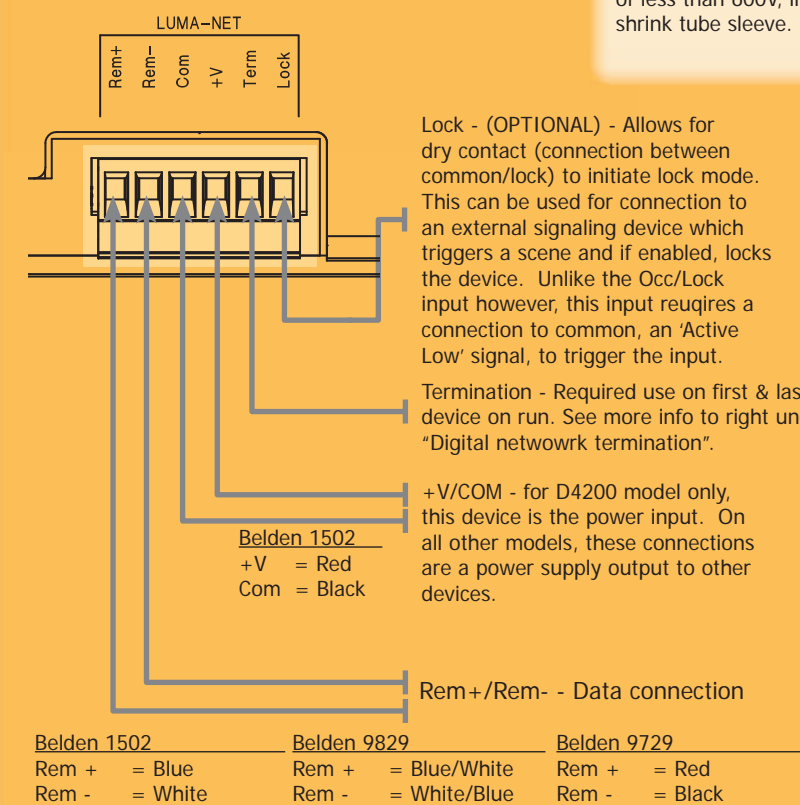 shrink tube sleeve.
LUMA-NET
Rem+
Rem-
Com
+V
Term
Lock
Lock - (OPTIONAL) - Allows for
dry contact (connection between
common/lock) to initiate lock mode.
This can be used for connection to
an external signaling device which
triggers a scene and if enabled, locks
the device. Unlike the Occ/Lock
input however, this input reuqires a
connection to common, an 'Active
Low' signal, to trigger the input.
Termination - Required use on first & las
device on run. See more info to right un
"Digital netwowrk termination".
+V/COM - for D4200 model only,
this device is the power input. On
all other models, these connections
are a power supply output to other
devices.
Belden 1502
+V = Red
Com = Black
Rem+/Rem- - Data connection
Belden 1502
Rem + = Blue
Rem - = White
Belden 9829
Rem + = Blue/White
Rem - = White/Blue
Belden 9729
Rem + = Red
Rem - = Black